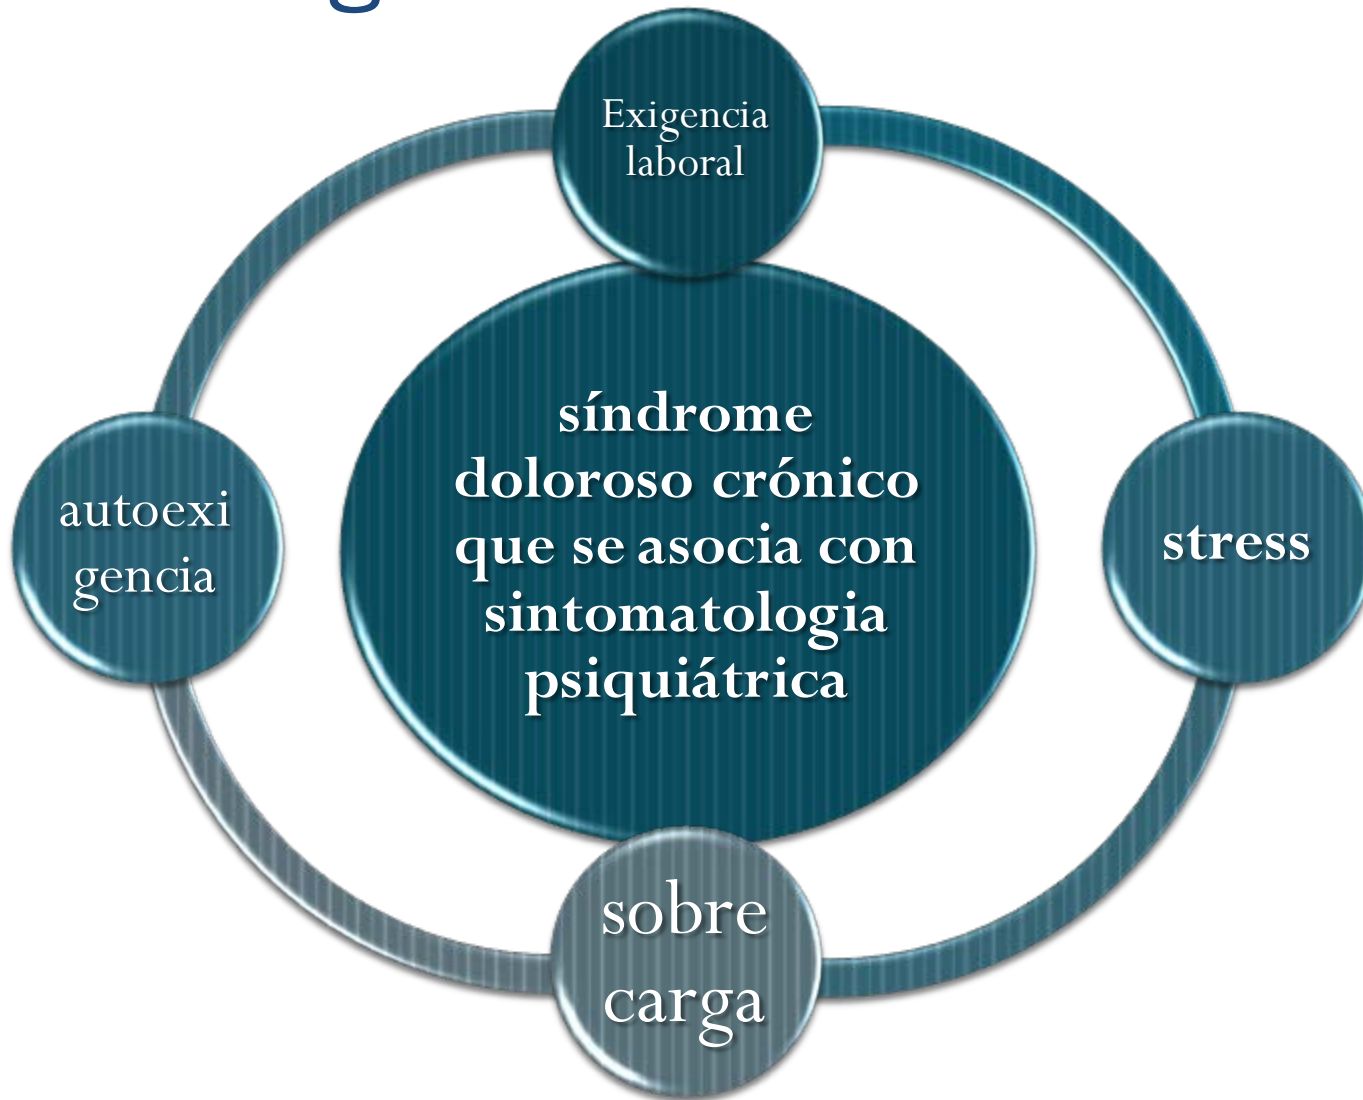 Exigencia
laboral
síndrome
doloroso crónico
que se asocia con
sintomatologia
psiquiátrica
stress
sobre
carga
autoexi
gencia